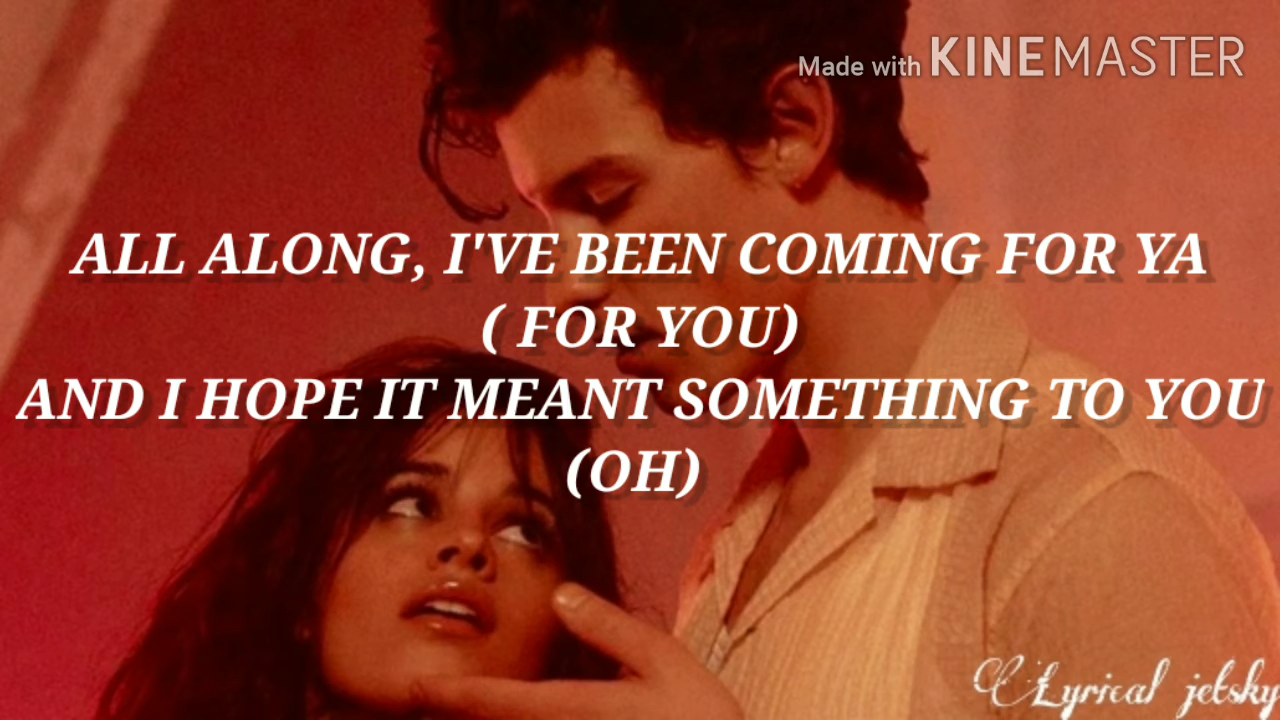 Made with KINEMASTER
ALL ALONG, I'VE BEEN COMING FOR YA
( FOR YOU)
AND I HOPE IT MEANT SOMETHING TO YOU
(OH)
Lyrical jetsky